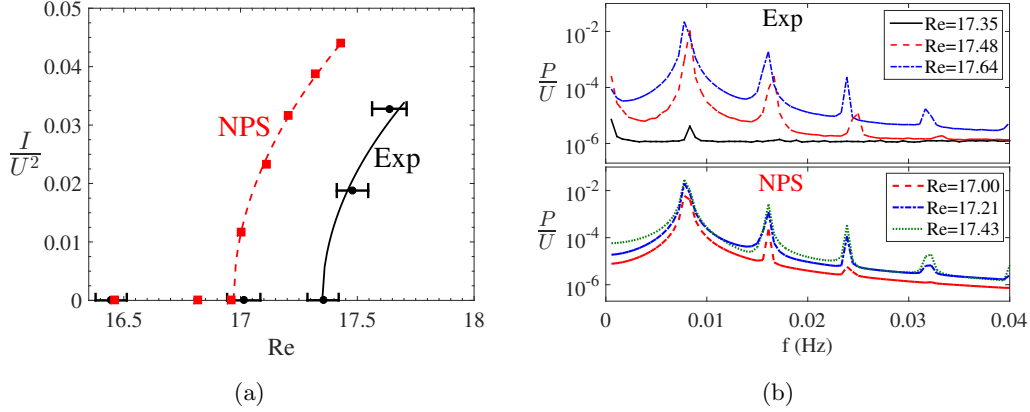 0.05
0.04
0.03
0.02
0.01
0
I
U²
NPS
Exp
16.5
17
17.5
18
Re
(a)
Exp
10⁻²
10⁻⁴
10⁻⁶
P
U
Re=17.35
Re=17.48
Re=17.64
NPS
10⁻²
10⁻⁴
10⁻⁶
P
U
Re=17.00
Re=17.21
Re=17.43
0
0.01
0.02
0.03
0.04
f (Hz)
(b)